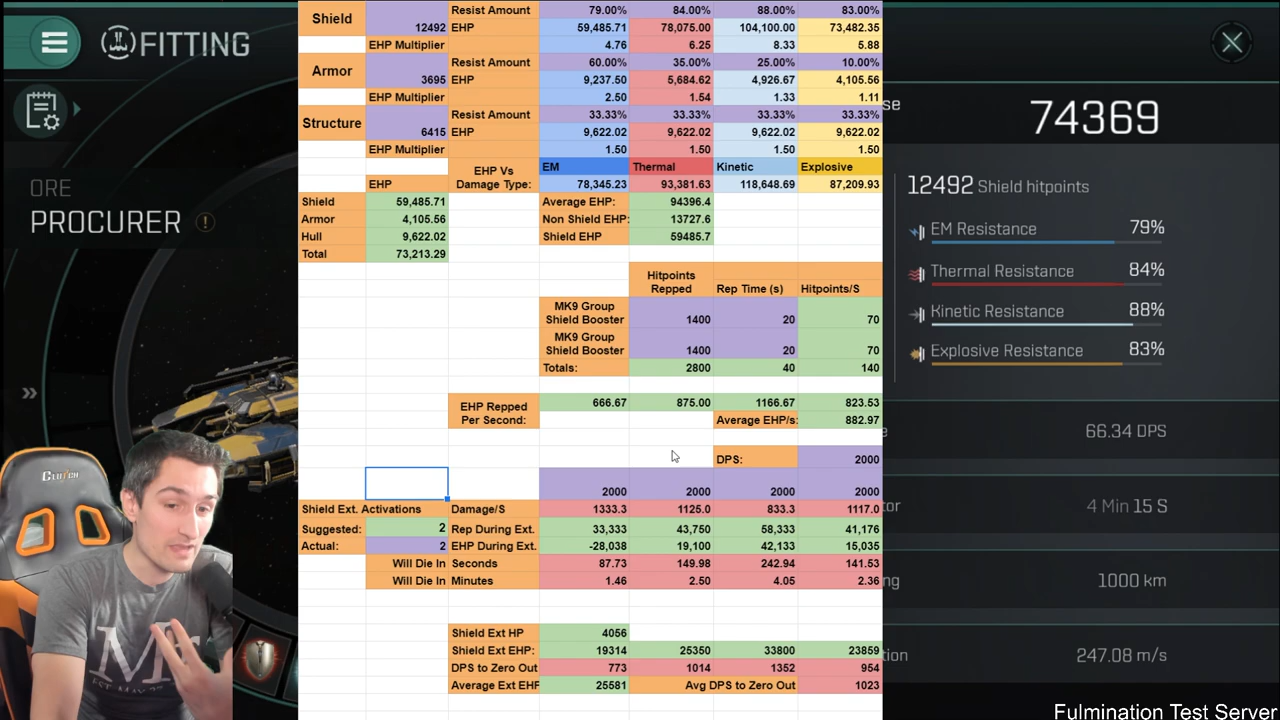 FITTING
ORE
PROCURER
Shield 12492 Resist Amount 79.00% 84.00% 88.00% 83.00%
EHP 59,485.71 78,075.00 104,100.00 73,482.35
EHP Multiplier 4.76 6.25 8.33 5.88
Armor 3695 Resist Amount 60.00% 35.00% 25.00% 10.00%
EHP 9,237.50 5,684.62 4,926.67 4,105.56
EHP Multiplier 2.50 1.54 1.33 1.11
Structure 6415 Resist Amount 33.33% 33.33% 33.33% 33.33%
EHP 9,622.02 9,622.02 9,622.02 9,622.02
EHP Multiplier 1.50 1.50 1.50 1.50
EHP Vs Damage Type: EM Thermal Kinetic Explosive
EHP 78,345.23 93,381.63 118,648.69 87,209.93
Shield 59,485.71 Average EHP: 94396.4
Armor 4,105.56 Non Shield EHP: 13727.6
Hull 9,622.02 Shield EHP 59485.7
Total 73,213.29
Hitpoints Repped Rep Time (s) Hitpoints/S
MK9 Group Shield Booster 1400 20 70
MK9 Group Shield Booster 1400 20 70
Totals: 2800 40 140
EHP Repped Per Second: 666.67 875.00 1166.67 823.53
Average EHP/s: 882.97
DPS: 2000
2000 2000 2000 2000
Shield Ext. Activations Damage/S 1333.3 1125.0 833.3 1117.0
Suggested: 2 Rep During Ext. 33,333 43,750 58,333 41,176
Actual: 2 EHP During Ext. -28,038 19,100 42,133 15,035
Will Die In Seconds 87.73 149.98 242.94 141.53
Will Die In Minutes 1.46 2.50 4.05 2.36
Shield Ext HP 4056
Shield Ext EHP: 19314 25350 33800 23859
DPS to Zero Out 773 1014 1352 954
Average Ext EHP 25581 Avg DPS to Zero Out 1023
se
74369
12492 Shield hitpoints
EM Resistance 79%
Thermal Resistance 84%
Kinetic Resistance 88%
Explosive Resistance 83%
e 66.34 DPS
tor 4 Min 15 S
ng 1000 km
tion 247.08 m/s
CLUTCH
Fulmination Test Server